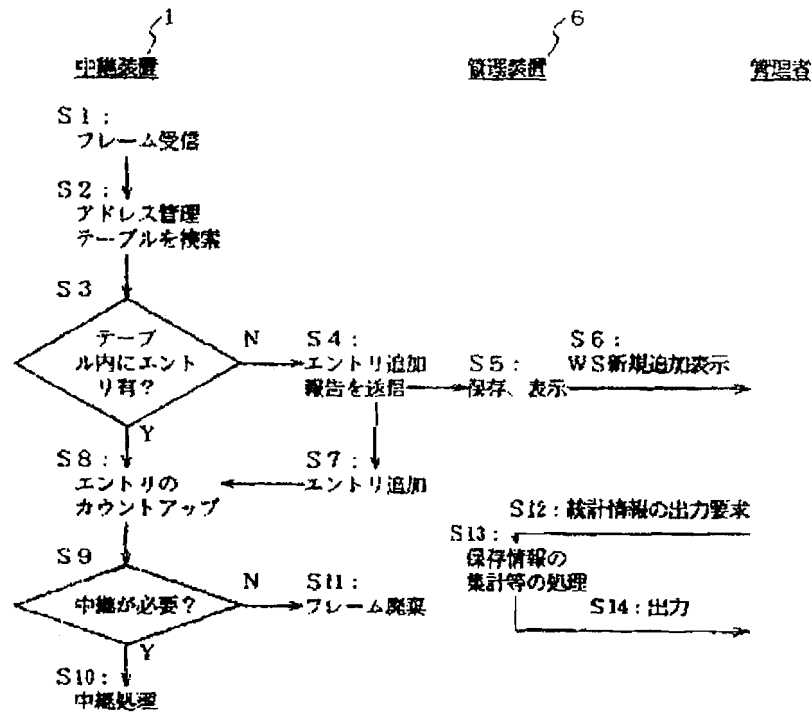 1
6
中継装置
管理装置
管理者
S1:
フレーム受信
S2:
アドレス管理
テーブルを検索
S3
テーブ
ル内にエント
リ有?
N
Y
S4:
エントリ追加
報告を送信
S5:
保存、表示
S6:
WS新規追加表示
S7:
エントリ追加
S8:
エントリの
カウントアップ
S9
中継が必要?
N
Y
S11:
フレーム廃棄
S10:
中継処理
S12:統計情報の出力要求
S13:
保存情報の
集計等の処理
S14:出力